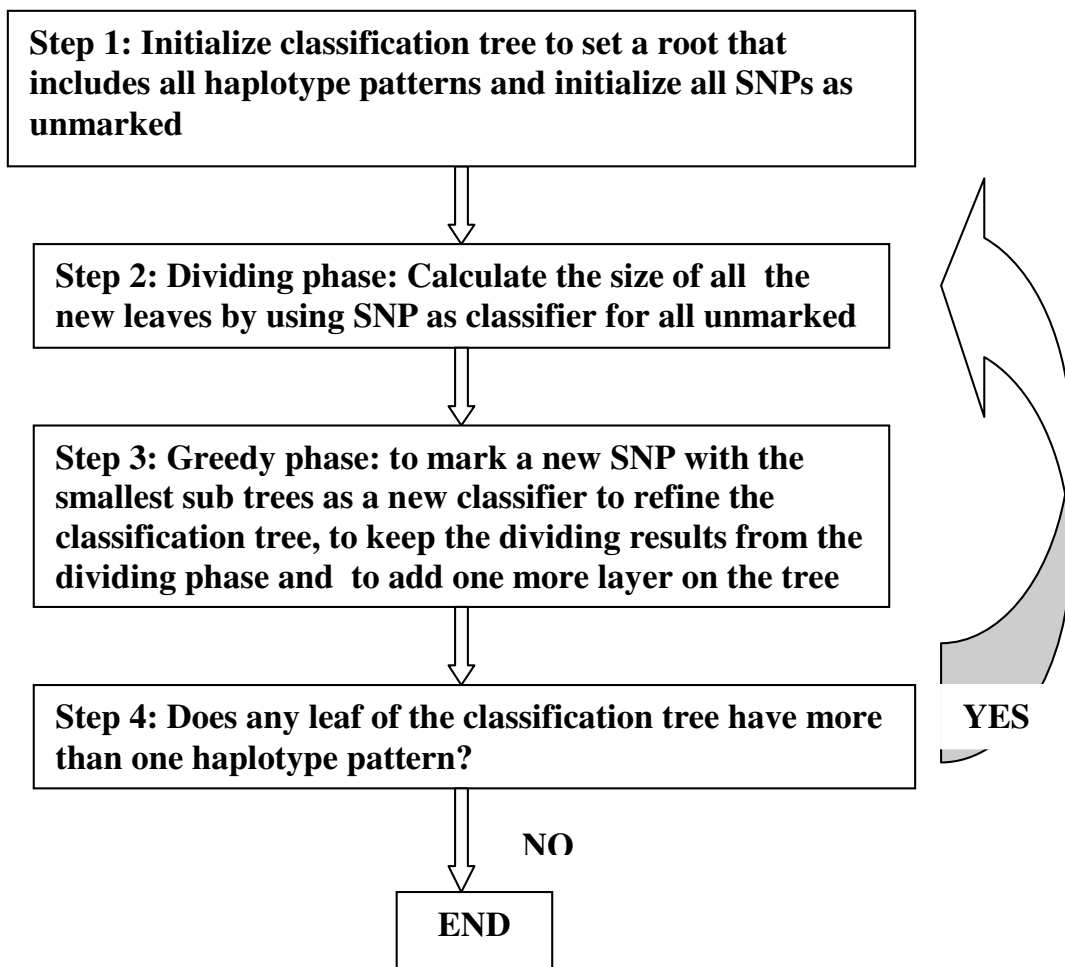 Step 1: Initialize classification tree to set a root that
includes all haplotype patterns and initialize all SNPs as
unmarked
Step 2: Dividing phase: Calculate the size of all the
new leaves by using SNP as classifier for all unmarked
Step 3: Greedy phase: to mark a new SNP with the
smallest sub trees as a new classifier to refine the
classification tree, to keep the dividing results from the
dividing phase and to add one more layer on the tree
Step 4: Does any leaf of the classification tree have more
than one haplotype pattern?
YES
NO
END